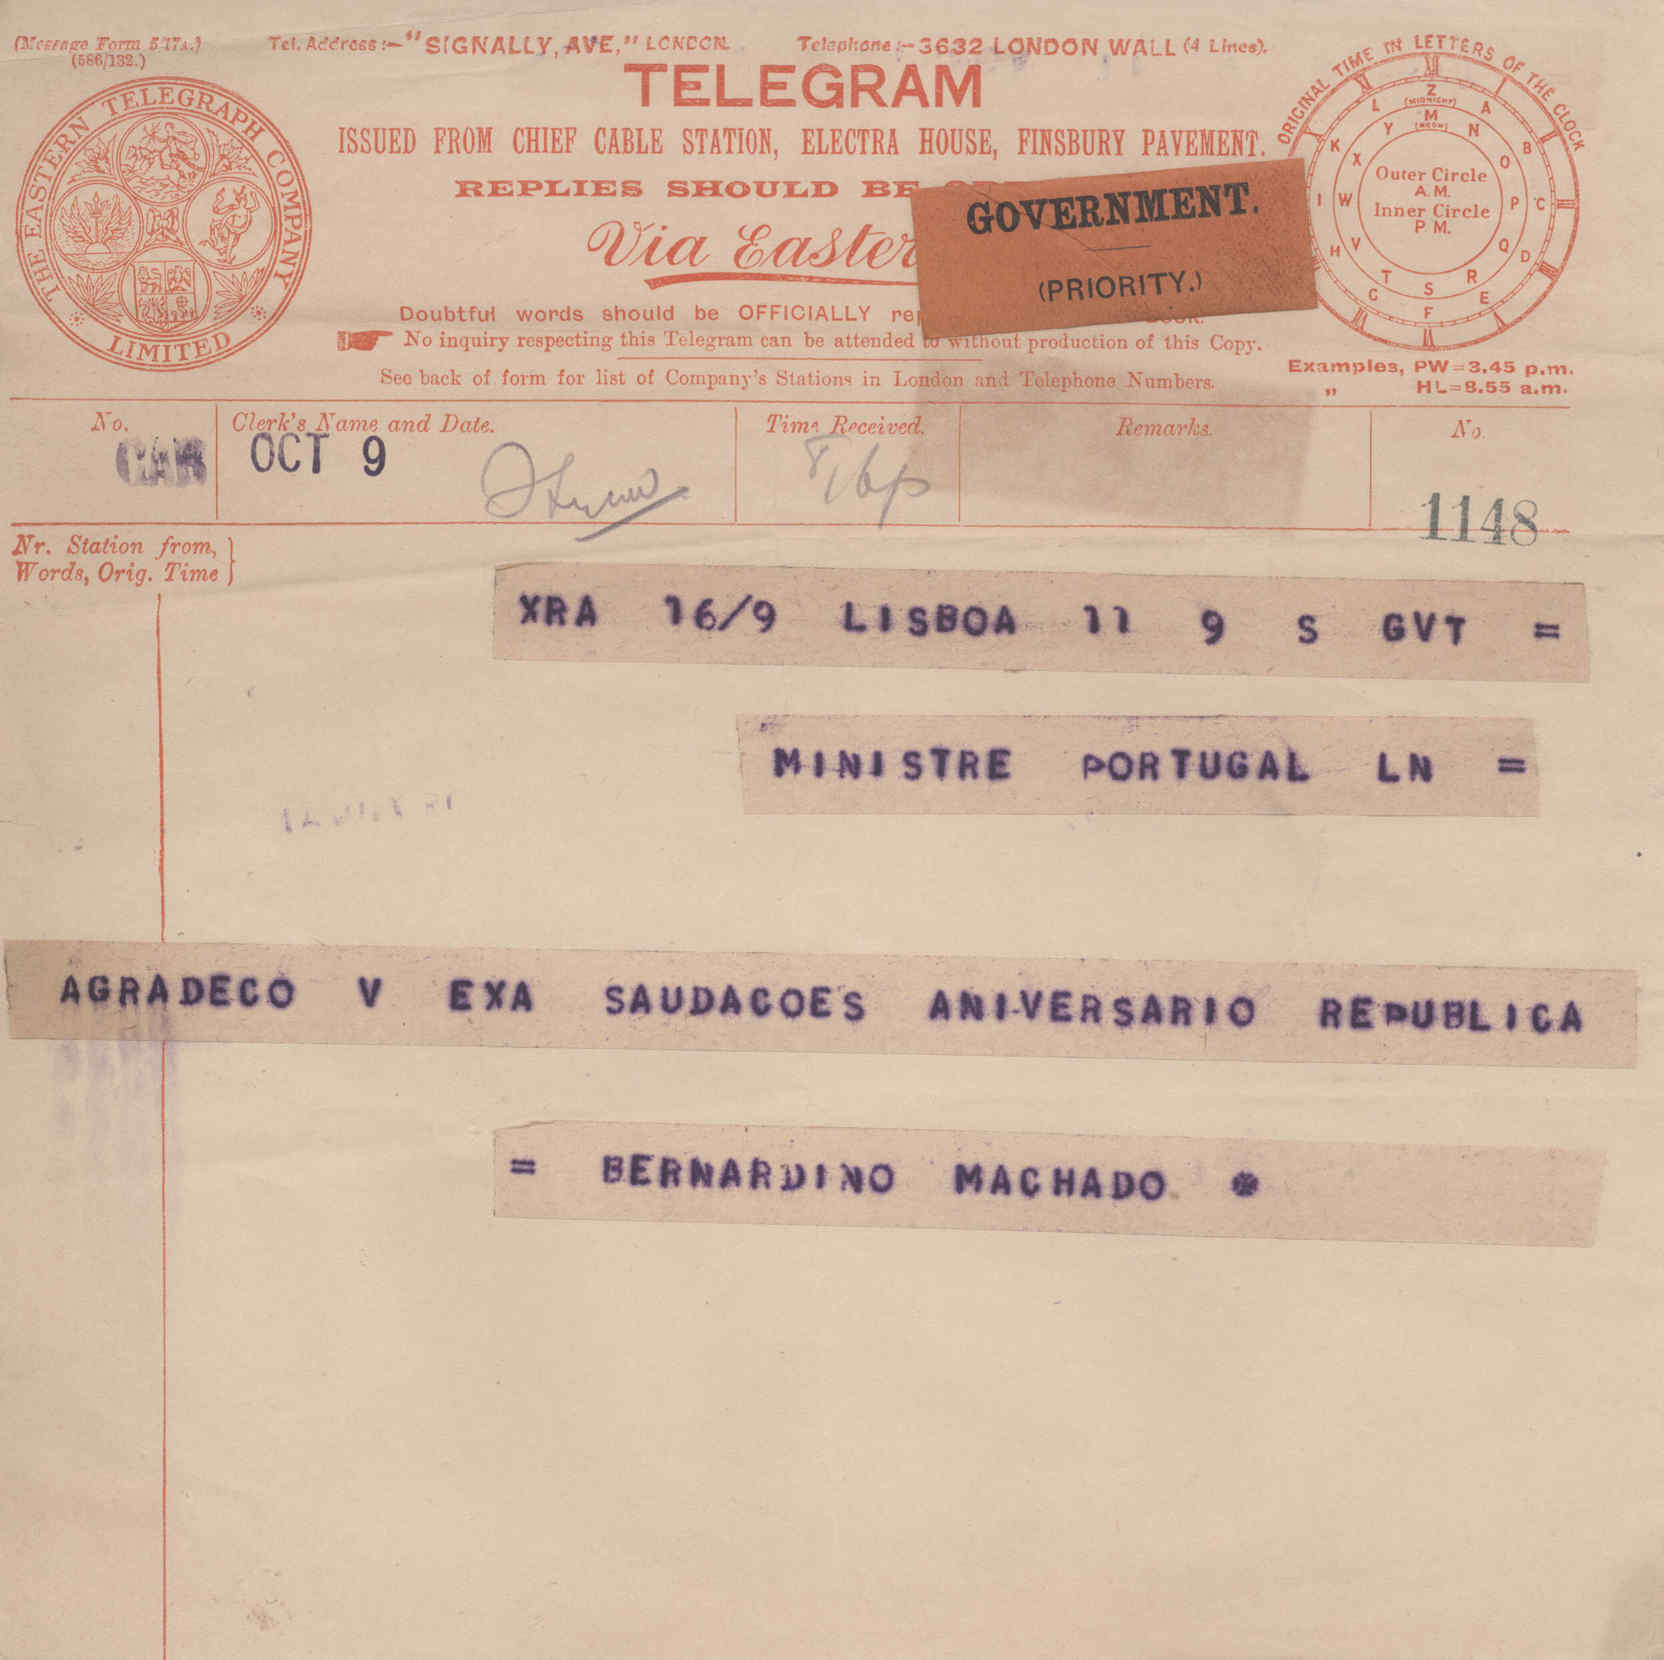 (Message Form 5/17A.)
(586/132.)
Tel. Address:— "SIGNALLY, AVE," LONDON.
Telephone:— 3632 LONDON WALL (4 Lines).
TELEGRAM
ISSUED FROM CHIEF CABLE STATION, ELECTRA HOUSE, FINSBURY PAVEMENT.
REPLIES SHOULD BE
Via Easter
THE EASTERN TELEGRAPH COMPANY
LIMITED
GOVERNMENT.
(PRIORITY.)
ORIGINAL TIME IN LETTERS OF THE CLOCK
Z
(MIDNIGHT)
M
(NOON)
A B C D E F G H I K L
N O P Q R S T V W X Y
Outer Circle
A.M.
Inner Circle
P.M.
Doubtful words should be OFFICIALLY
No inquiry respecting this Telegram can be attended to without production of this Copy.
See back of form for list of Company's Stations in London and Telephone Numbers.
Examples, PW=3.45 p.m.
„ HL=8.55 a.m.
No. Clerk's Name and Date. Time Received. Remarks. No.
OCT 9
1148
Nr. Station from,
Words, Orig. Time
XRA 16/9 LISBOA 11 9 S GVT =
MINISTRE PORTUGAL LN =
AGRADECO V EXA SAUDACOES ANIVERSARIO REPUBLICA
= BERNARDINO MACHADO *